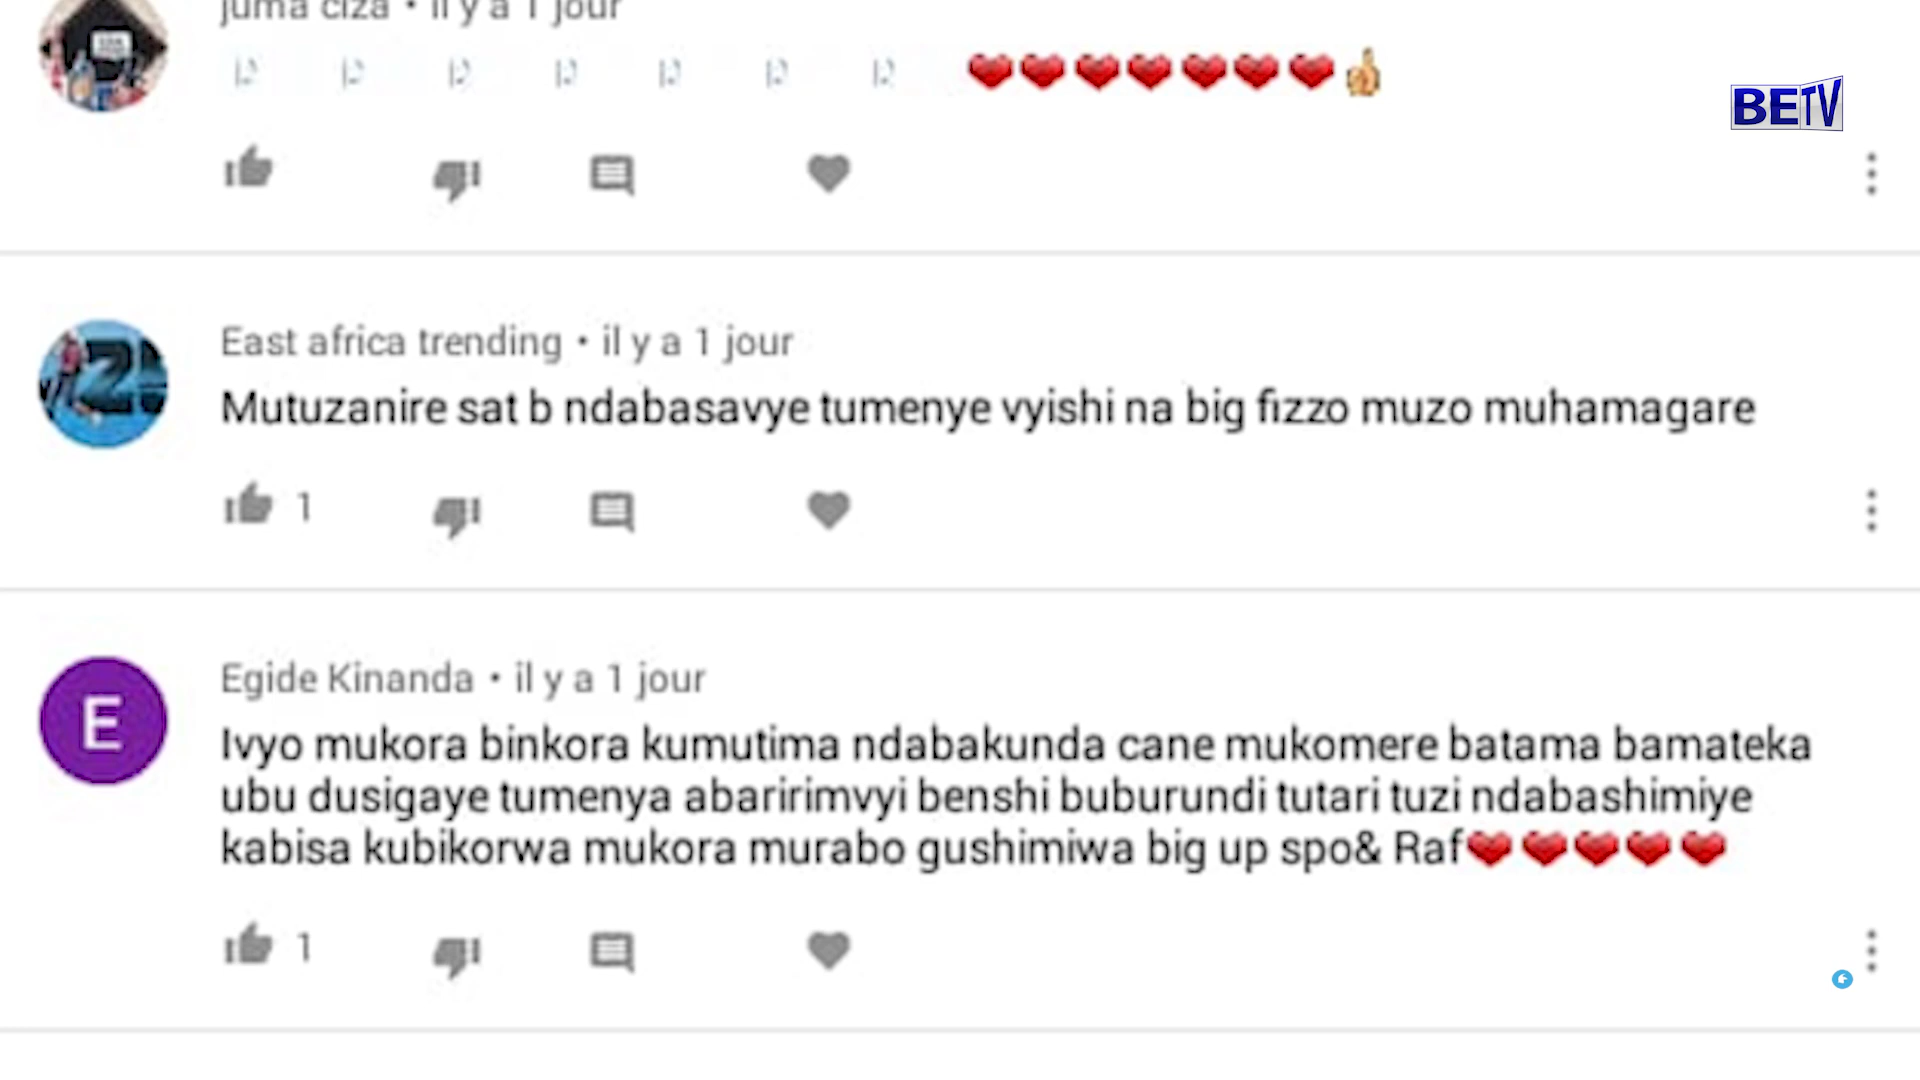 juma ciza • il y a 1 jour
❤❤❤❤❤❤❤👍
BETV
East africa trending • il y a 1 jour
Mutuzanire sat b ndabasavye tumenye vyishi na big fizzo muzo muhamagare
1
E
Egide Kinanda • il y a 1 jour
Ivyo mukora binkora kumutima ndabakunda cane mukomere batama bamateka
ubu dusigaye tumenya abaririmvyi benshi buburundi tutari tuzi ndabashimiye
kabisa kubikorwa mukora murabo gushimiwa big up spo& Raf❤❤❤❤❤
1